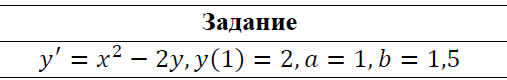 Задание
y′ = x² − 2y, y(1) = 2, a = 1, b = 1,5